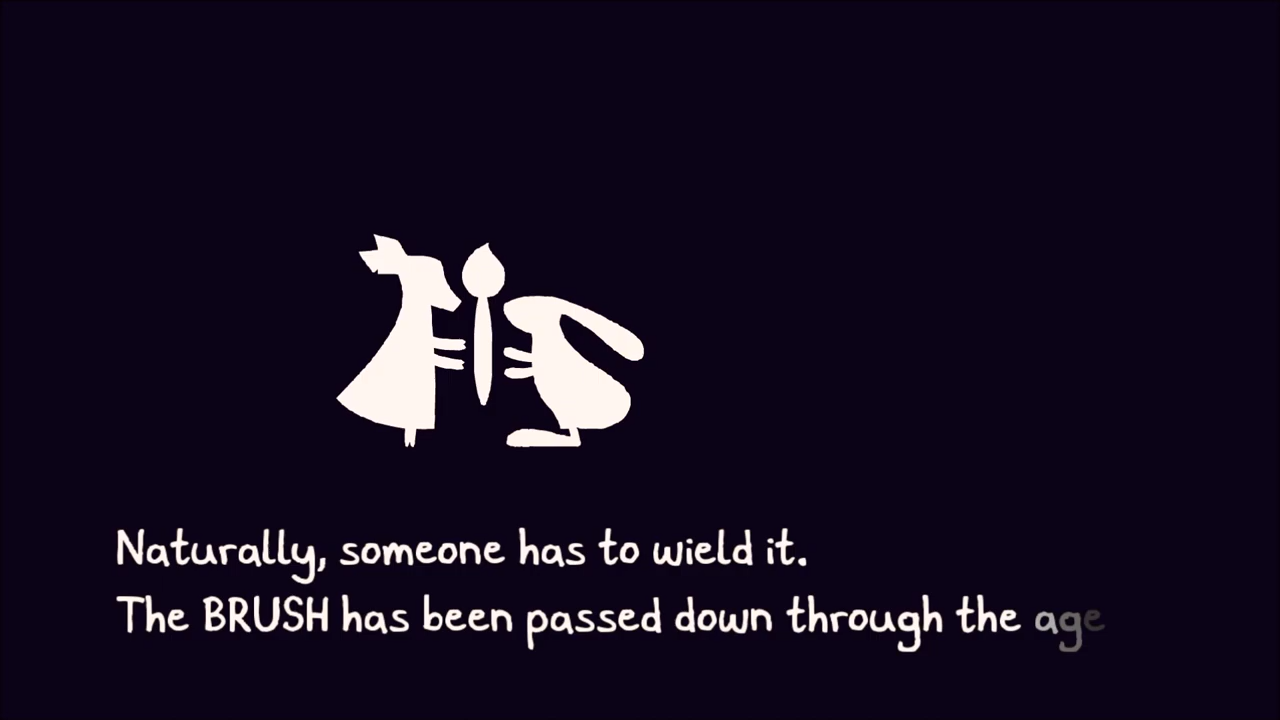 Naturally, someone has to wield it.
The BRUSH has been passed down through the age